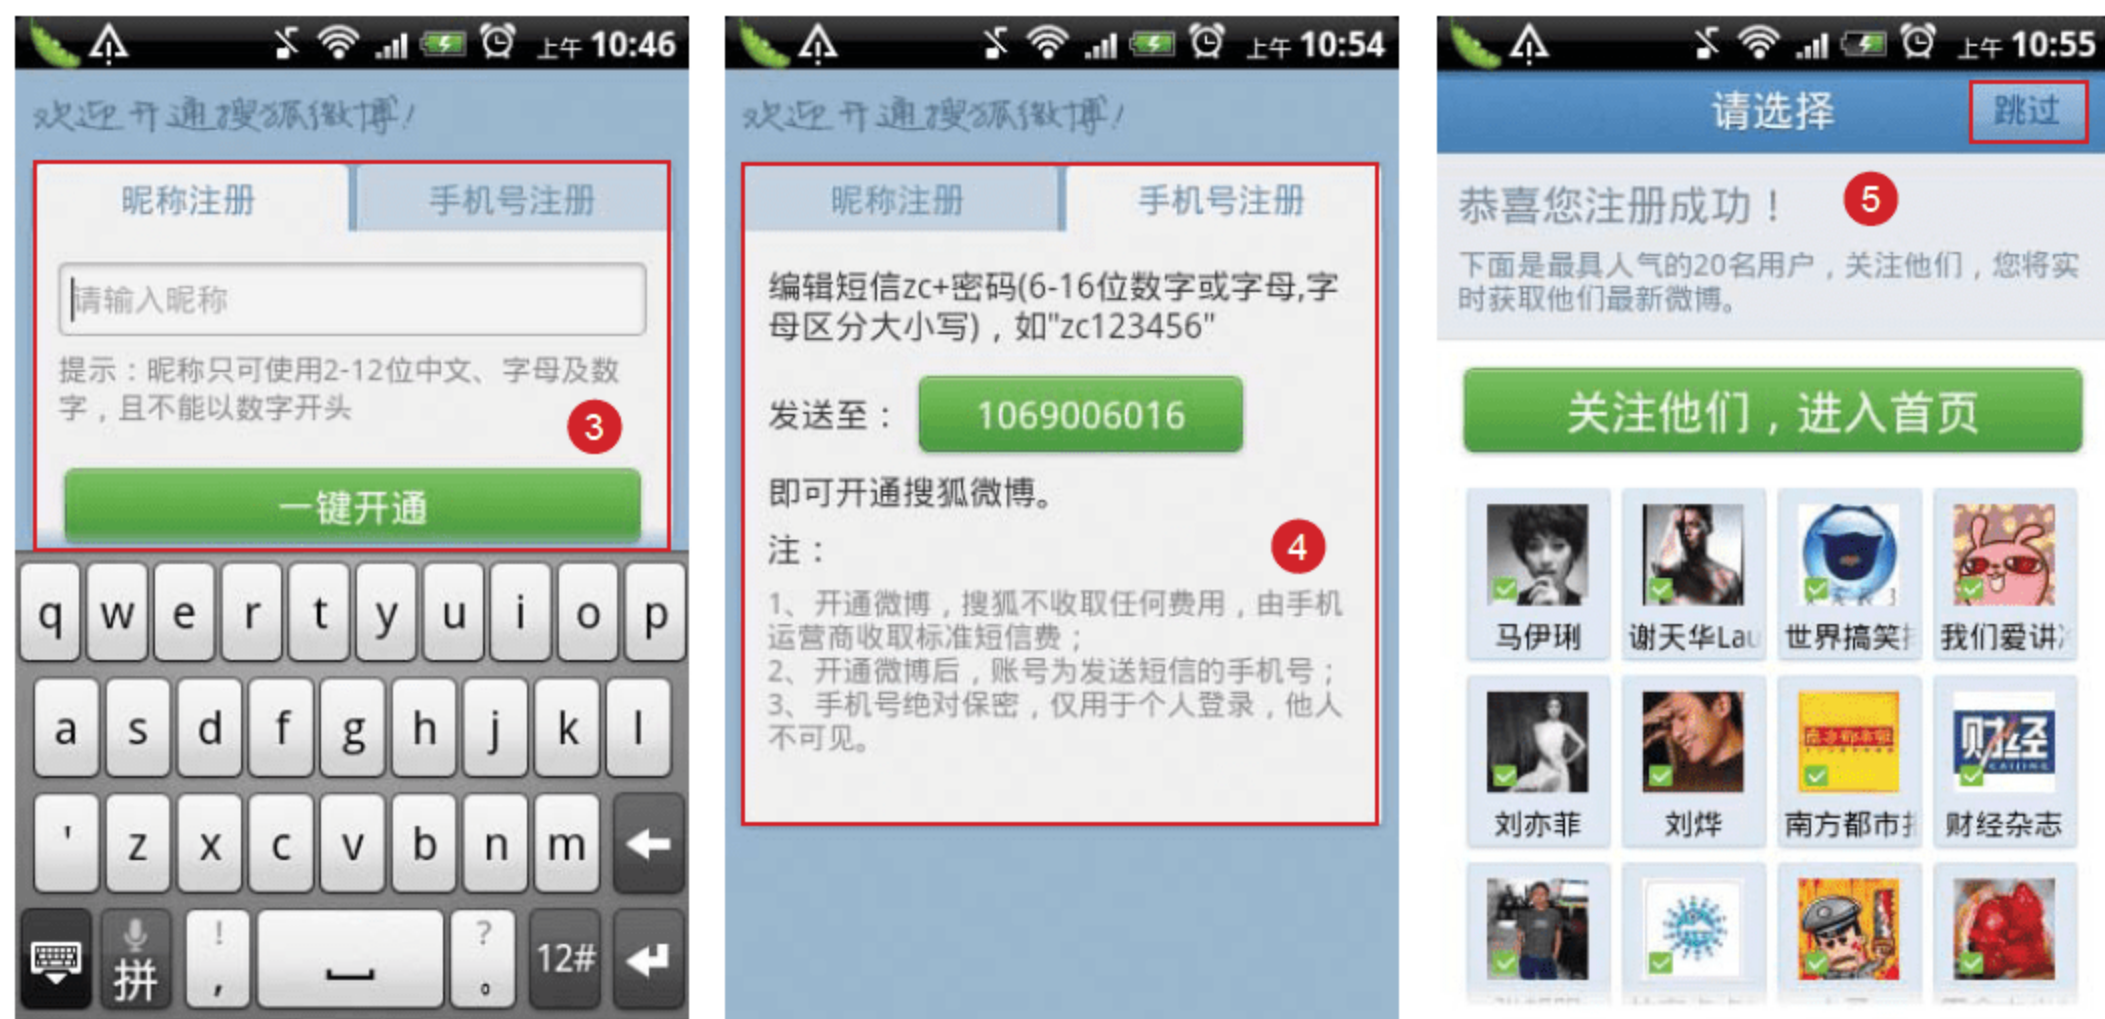 上午 10:46
欢迎开通搜狐微博!
昵称注册
手机号注册
请输入昵称
提示：昵称只可使用2-12位中文、字母及数
字，且不能以数字开头
3
一键开通
q w e r t y u i o p
a s d f g h j k l
' z x c v b n m
拼
! ,
? 。
12#
上午 10:54
欢迎开通搜狐微博!
昵称注册
手机号注册
编辑短信zc+密码(6-16位数字或字母,字
母区分大小写)，如"zc123456"
发送至：
1069006016
即可开通搜狐微博。
注：
4
1、开通微博，搜狐不收取任何费用，由手机
运营商收取标准短信费；
2、开通微博后，账号为发送短信的手机号；
3、手机号绝对保密，仅用于个人登录，他人
不可见。
上午 10:55
请选择
跳过
恭喜您注册成功！
5
下面是最具人气的20名用户，关注他们，您将实
时获取他们最新微博。
关注他们，进入首页
马伊琍
谢天华Lau
世界搞笑
我们爱讲
刘亦菲
刘烨
南方都市
财经
CAIJING
财经杂志